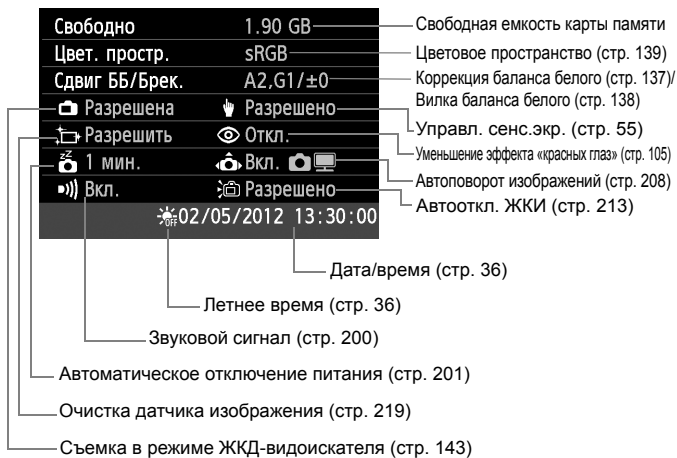 Свободно 1.90 GB Свободная емкость карты памяти
Цвет. простр. sRGB Цветовое пространство (стр. 139)
Сдвиг ББ/Брек. A2,G1/±0 Коррекция баланса белого (стр. 137)/
Вилка баланса белого (стр. 138)
Разрешена Разрешено Управл. сенс.экр. (стр. 55)
Разрешить Откл. Уменьшение эффекта «красных глаз» (стр. 105)
zz 1 мин. Вкл. Автоповорот изображений (стр. 208)
Вкл. Разрешено Автооткл. ЖКИ (стр. 213)
OFF 02/05/2012 13:30:00
Дата/время (стр. 36)
Летнее время (стр. 36)
Звуковой сигнал (стр. 200)
Автоматическое отключение питания (стр. 201)
Очистка датчика изображения (стр. 219)
Съемка в режиме ЖКД-видоискателя (стр. 143)